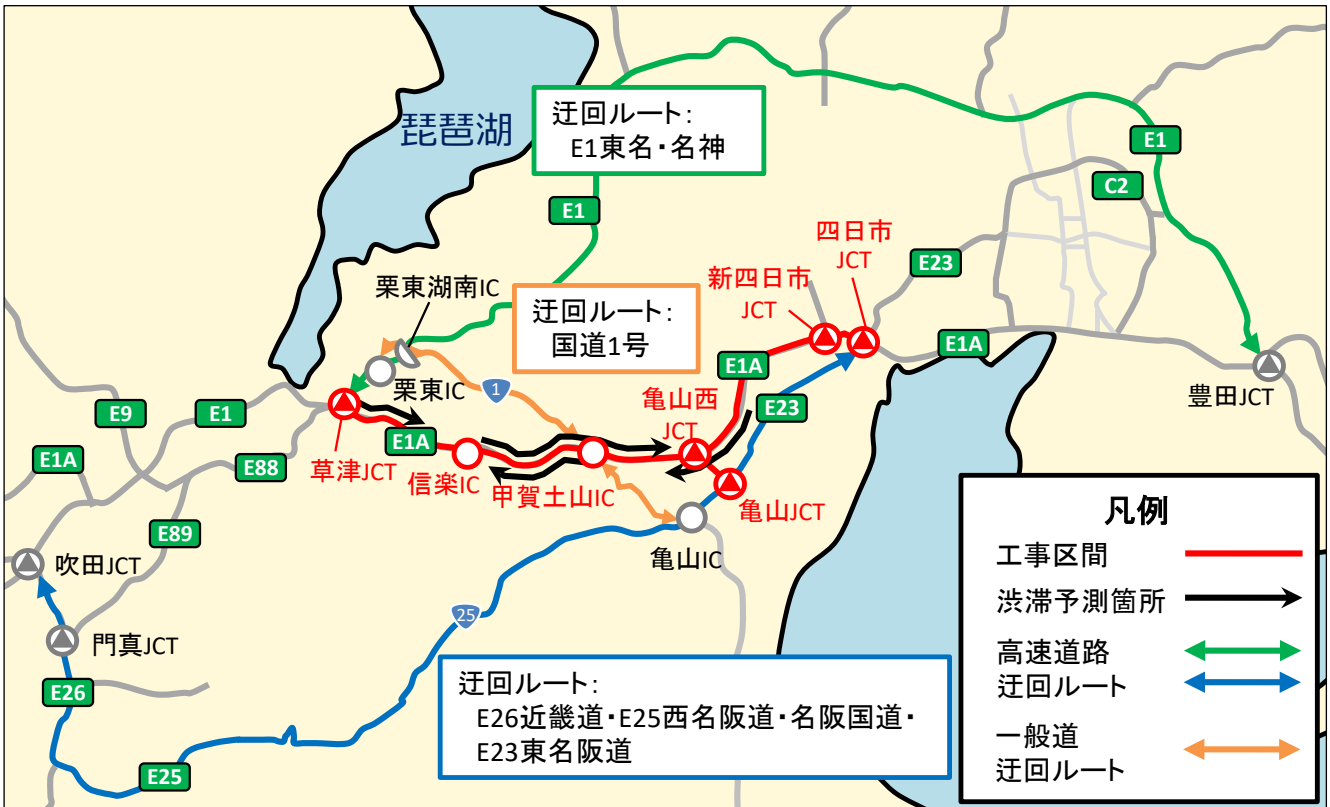 琵琶湖
迂回ルート：
E1東名・名神
E1
E1
C2
四日市
JCT
新四日市
JCT
E23
栗東湖南IC
迂回ルート：
国道1号
栗東IC
1
E1A
E1A
E23
豊田JCT
E9
E1
E1A
E88
E89
草津JCT
E1A
信楽IC
甲賀土山IC
亀山西
JCT
亀山JCT
亀山IC
吹田JCT
門真JCT
25
E26
E25
迂回ルート：
E26近畿道・E25西名阪道・名阪国道・
E23東名阪道
凡例
工事区間
渋滞予測箇所
高速道路
迂回ルート
一般道
迂回ルート